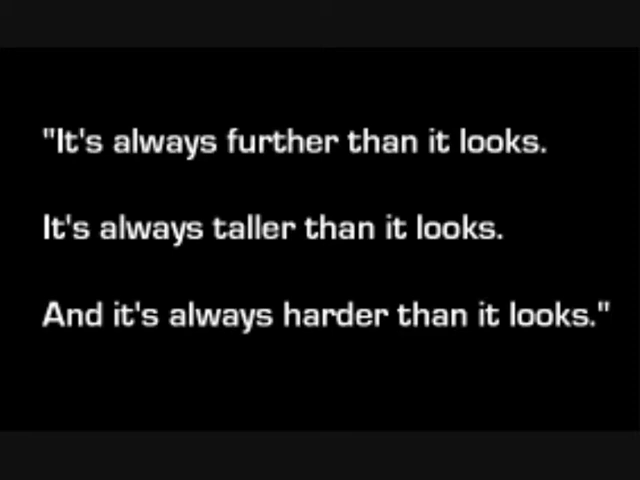 "It's always further than it looks.
It's always taller than it looks.
And it's always harder than it looks."